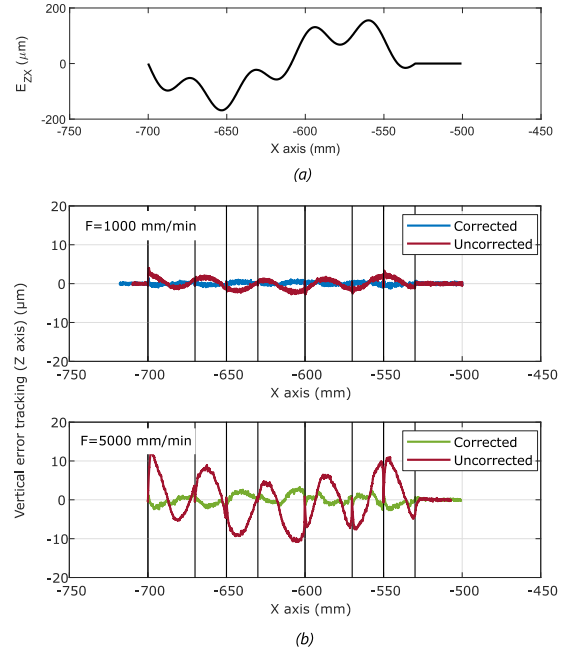 200
0
-200
E_ZX (μm)
-750 -700 -650 -600 -550 -500 -450
X axis (mm)
(a)
Vertical error tracking (Z axis) (μm)
20
10
0
-10
-20
F=1000 mm/min
Corrected
Uncorrected
-750 -700 -650 -600 -550 -500 -450
X axis (mm)
20
10
0
-10
-20
F=5000 mm/min
Corrected
Uncorrected
-750 -700 -650 -600 -550 -500 -450
X axis (mm)
(b)